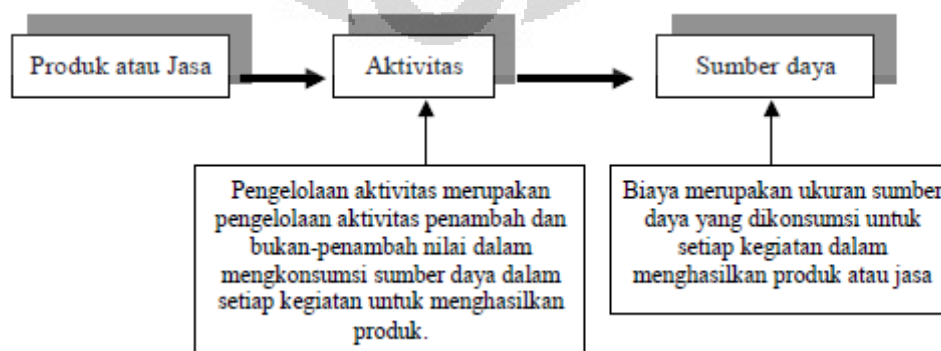 Produk atau Jasa
Aktivitas
Sumber daya
Pengelolaan aktivitas merupakan
pengelolaan aktivitas penambah dan
bukan-penambah nilai dalam
mengkonsumsi sumber daya dalam
setiap kegiatan untuk menghasilkan
produk.
Biaya merupakan ukuran sumber
daya yang dikonsumsi untuk
setiap kegiatan dalam
menghasilkan produk atau jasa